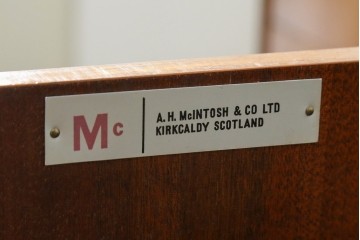 Mc
A.H. McINTOSH & CO LTD
KIRKCALDY SCOTLAND